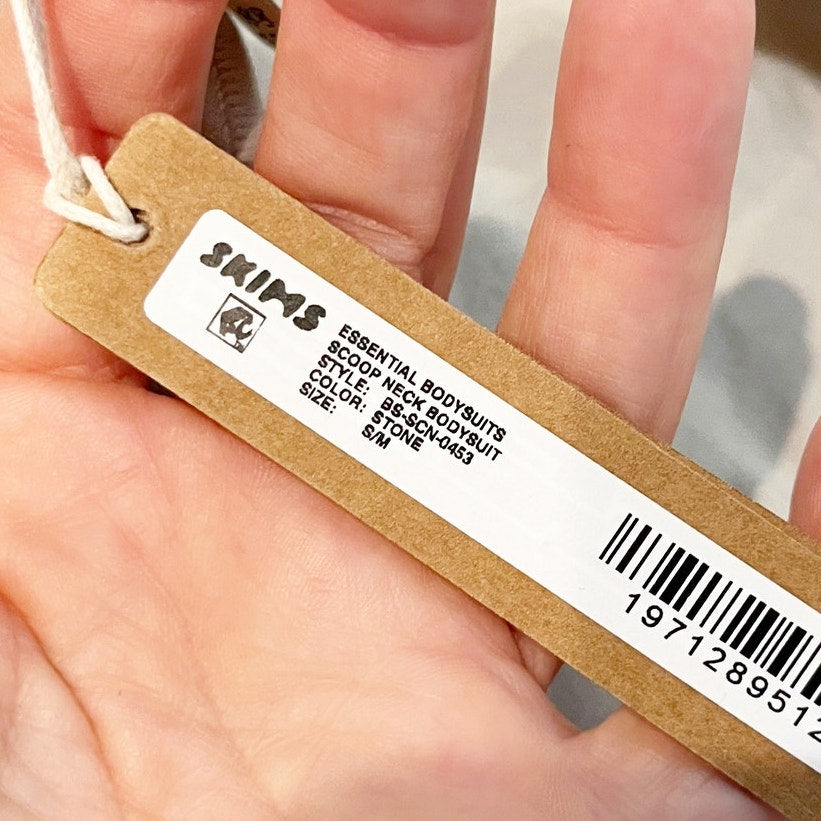 SKIMS
ESSENTIAL BODYSUITS
SCOOP NECK BODYSUIT
STYLE: BS-SCN-0453
COLOR: STONE
SIZE: S/M
1971289512